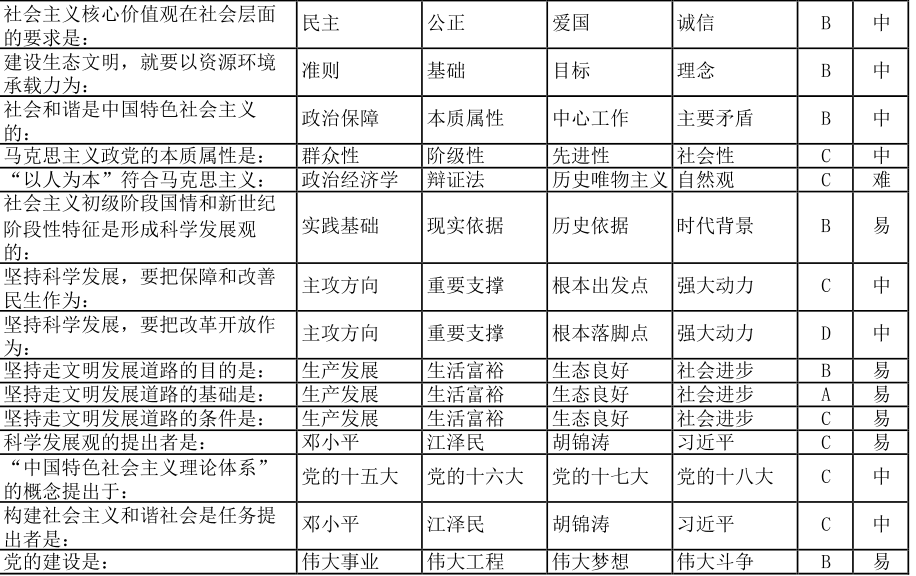 社会主义核心价值观在社会层面的要求是： 民主 公正 爱国 诚信 B 中
建设生态文明，就要以资源环境承载力为： 准则 基础 目标 理念 B 中
社会和谐是中国特色社会主义的： 政治保障 本质属性 中心工作 主要矛盾 B 中
马克思主义政党的本质属性是： 群众性 阶级性 先进性 社会性 C 中
“以人为本”符合马克思主义： 政治经济学 辩证法 历史唯物主义 自然观 C 难
社会主义初级阶段国情和新世纪阶段性特征是形成科学发展观的： 实践基础 现实依据 历史依据 时代背景 B 易
坚持科学发展，要把保障和改善民生作为： 主攻方向 重要支撑 根本出发点 强大动力 C 中
坚持科学发展，要把改革开放作为： 主攻方向 重要支撑 根本落脚点 强大动力 D 中
坚持走文明发展道路的目的是： 生产发展 生活富裕 生态良好 社会进步 B 易
坚持走文明发展道路的基础是： 生产发展 生活富裕 生态良好 社会进步 A 易
坚持走文明发展道路的条件是： 生产发展 生活富裕 生态良好 社会进步 C 易
科学发展观的提出者是： 邓小平 江泽民 胡锦涛 习近平 C 易
“中国特色社会主义理论体系”的概念提出于： 党的十五大 党的十六大 党的十七大 党的十八大 C 中
构建社会主义和谐社会是任务提出者是： 邓小平 江泽民 胡锦涛 习近平 C 中
党的建设是： 伟大事业 伟大工程 伟大梦想 伟大斗争 B 易